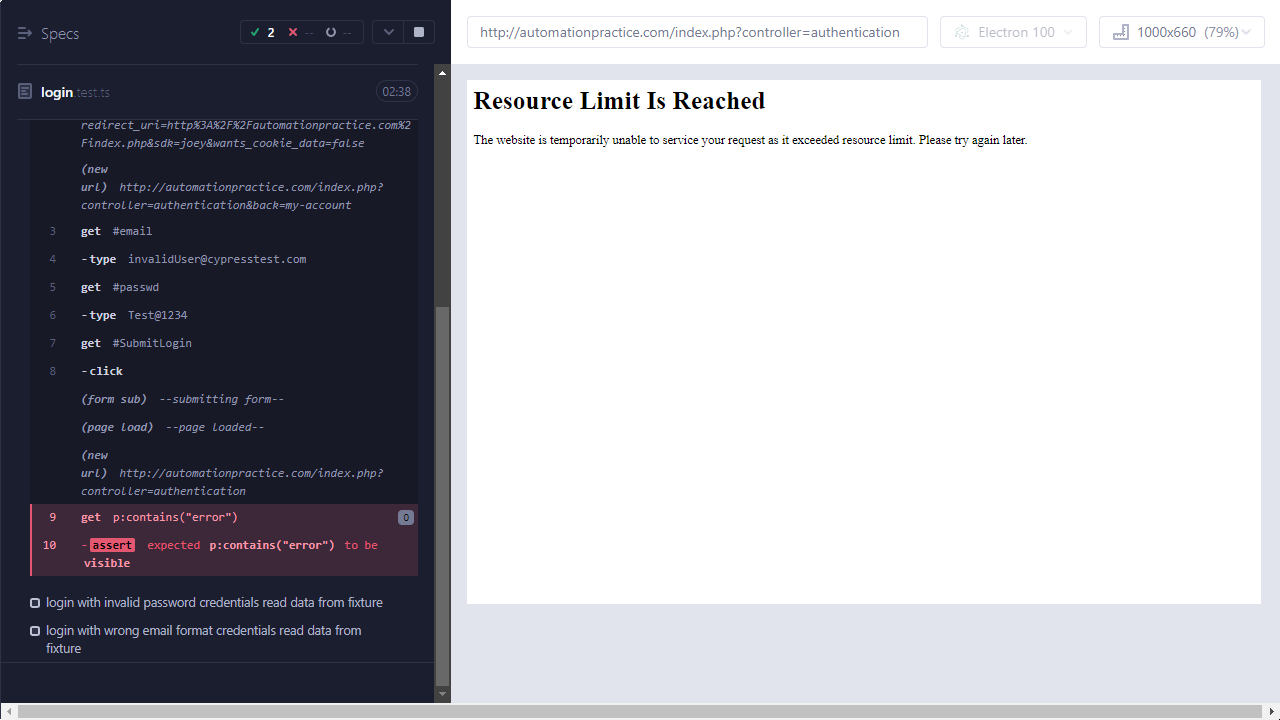 Specs
2 -- --
login.test.ts 02:38
redirect_uri=http%3A%2F%2Fautomationpractice.com%2
Findex.php&sdk=joey&wants_cookie_data=false
(new
url) http://automationpractice.com/index.php?
controller=authentication&back=my-account
3 get #email
4 -type invalidUser@cypresstest.com
5 get #passwd
6 -type Test@1234
7 get #SubmitLogin
8 -click
(form sub) --submitting form--
(page load) --page loaded--
(new
url) http://automationpractice.com/index.php?
controller=authentication
9 get p:contains("error") 0
10 -assert expected p:contains("error") to be
visible
login with invalid password credentials read data from fixture
login with wrong email format credentials read data from
fixture
http://automationpractice.com/index.php?controller=authentication
Electron 100
1000x660 (79%)
Resource Limit Is Reached
The website is temporarily unable to service your request as it exceeded resource limit. Please try again later.